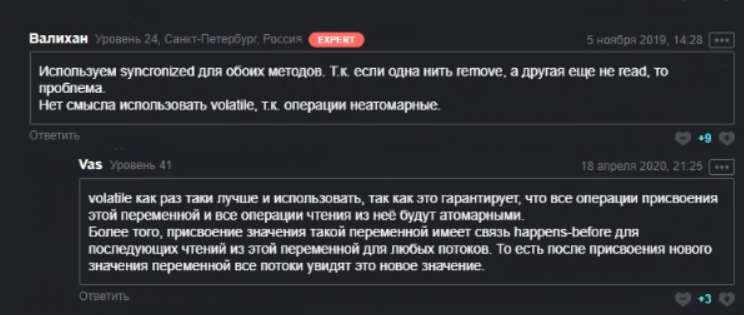 Валихан Уровень 24, Санкт-Петербург, Россия EXPERT 5 ноября 2019, 14:28
Используем syncronized для обоих методов. Т.к. если одна нить remove, а другая еще не read, то
проблема.
Нет смысла использовать volatile, т.к. операции неатомарные.
Ответить +9
Vas Уровень 41 18 апреля 2020, 21:25
volatile как раз таки лучше и использовать, так как это гарантирует, что все операции присвоения
этой переменной и все операции чтения из неё будут атомарными.
Более того, присвоение значения такой переменной имеет связь happens-before для
последующих чтений из этой переменной для любых потоков. То есть после присвоения нового
значения переменной все потоки увидят это новое значение.
Ответить +3